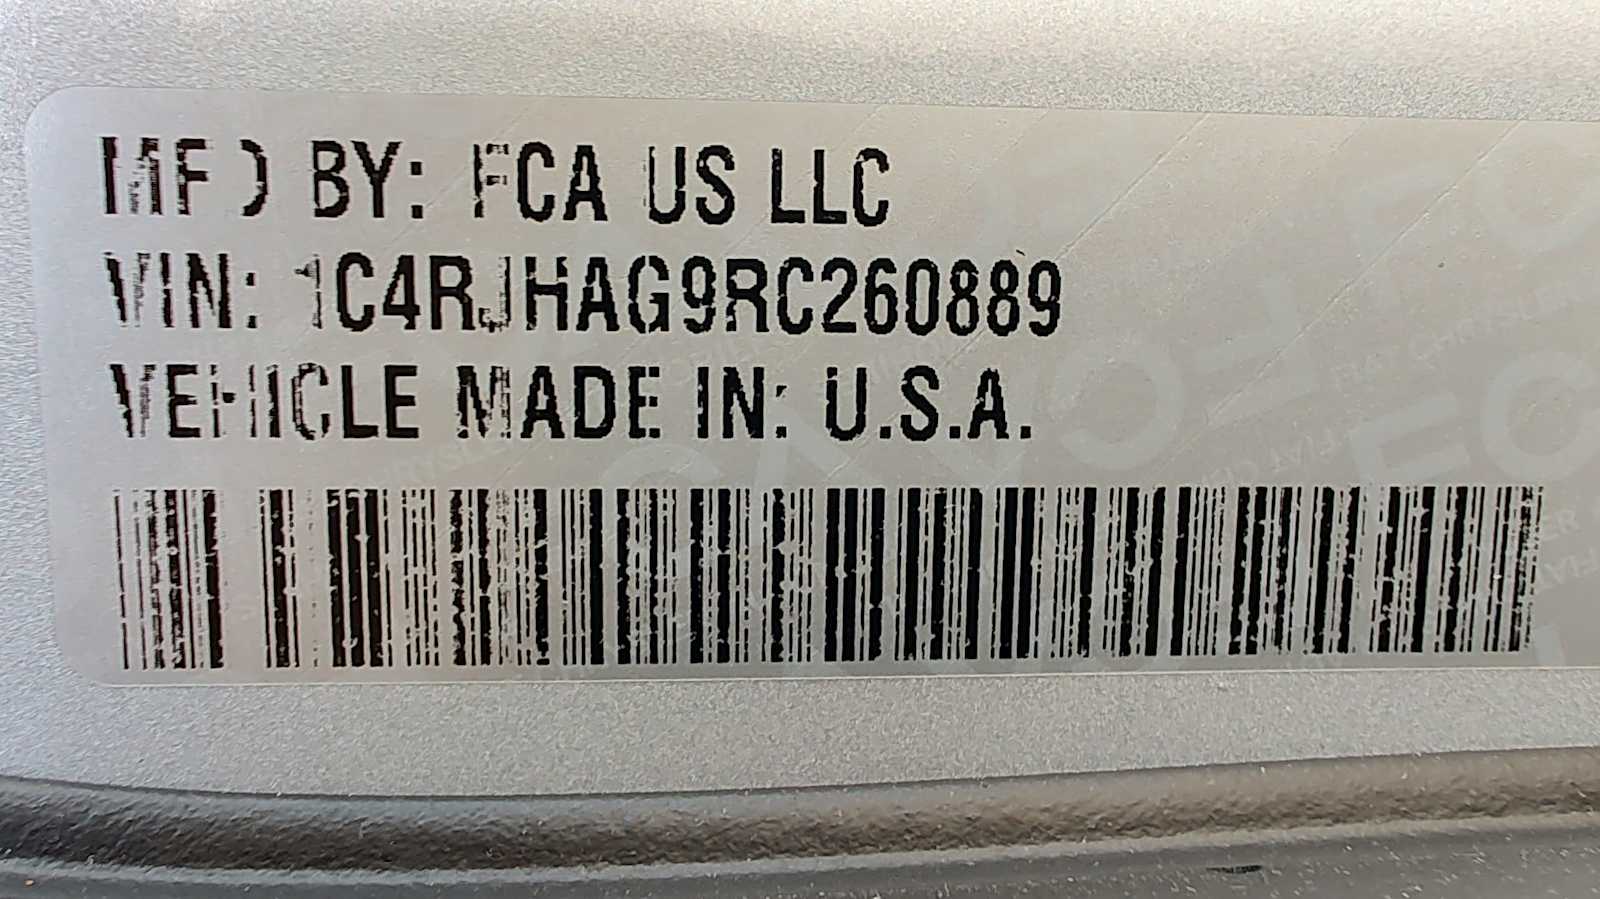 MFD BY: FCA US LLC
VIN: 1C4RJHAG9RC260889
VEHICLE MADE IN: U.S.A.